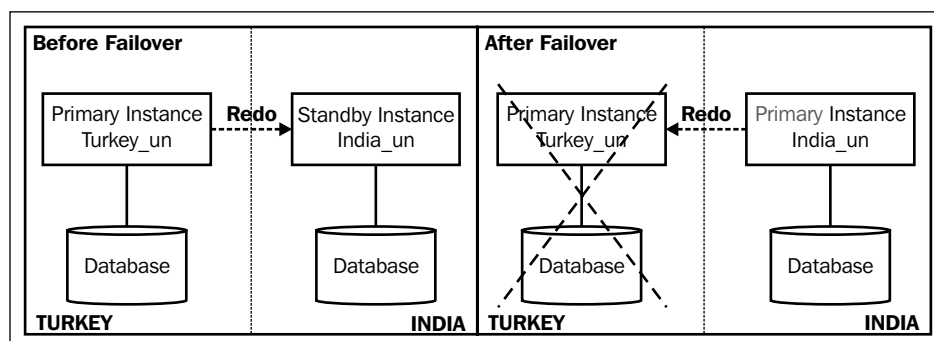 Before Failover
After Failover
Primary Instance
Turkey_un
Redo
Standby Instance
India_un
Primary Instance
Turkey_un
Redo
Primary Instance
India_un
Database
Database
Database
Database
TURKEY
INDIA
TURKEY
INDIA